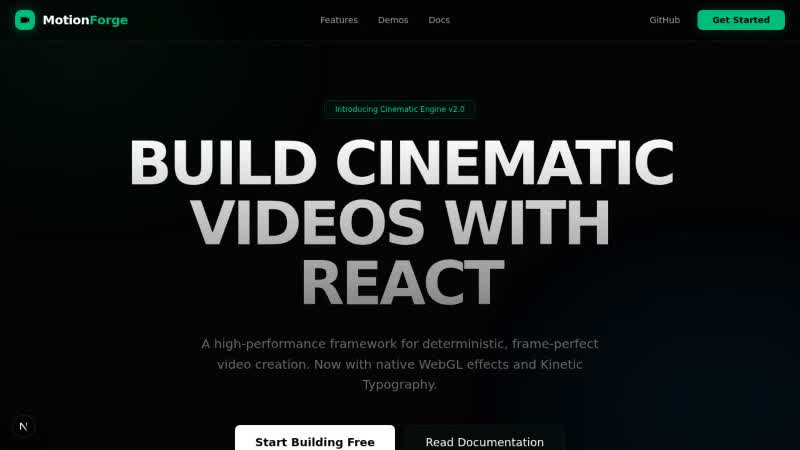 MotionForge
Features
Demos
Docs
GitHub
Get Started
Introducing Cinematic Engine v2.0
BUILD CINEMATIC
VIDEOS WITH
REACT
A high-performance framework for deterministic, frame-perfect
video creation. Now with native WebGL effects and Kinetic
Typography.
N
Start Building Free
Read Documentation